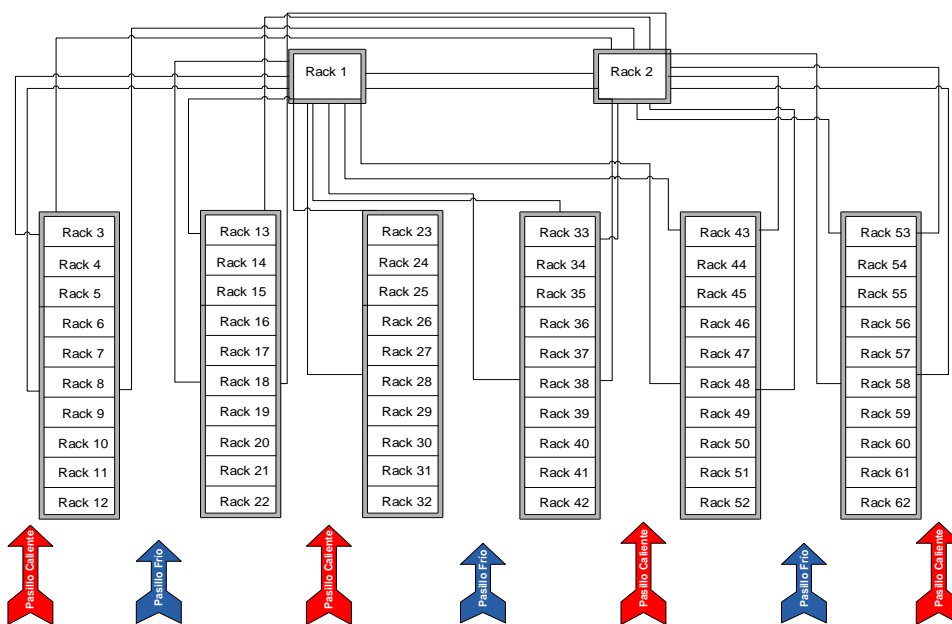 Rack 1
Rack 2
Rack 3
Rack 4
Rack 5
Rack 6
Rack 7
Rack 8
Rack 9
Rack 10
Rack 11
Rack 12
Rack 13
Rack 14
Rack 15
Rack 16
Rack 17
Rack 18
Rack 19
Rack 20
Rack 21
Rack 22
Rack 23
Rack 24
Rack 25
Rack 26
Rack 27
Rack 28
Rack 29
Rack 30
Rack 31
Rack 32
Rack 33
Rack 34
Rack 35
Rack 36
Rack 37
Rack 38
Rack 39
Rack 40
Rack 41
Rack 42
Rack 43
Rack 44
Rack 45
Rack 46
Rack 47
Rack 48
Rack 49
Rack 50
Rack 51
Rack 52
Rack 53
Rack 54
Rack 55
Rack 56
Rack 57
Rack 58
Rack 59
Rack 60
Rack 61
Rack 62
Pasillo Caliente
Pasillo Frío
Pasillo Caliente
Pasillo Frío
Pasillo Caliente
Pasillo Frío
Pasillo Caliente